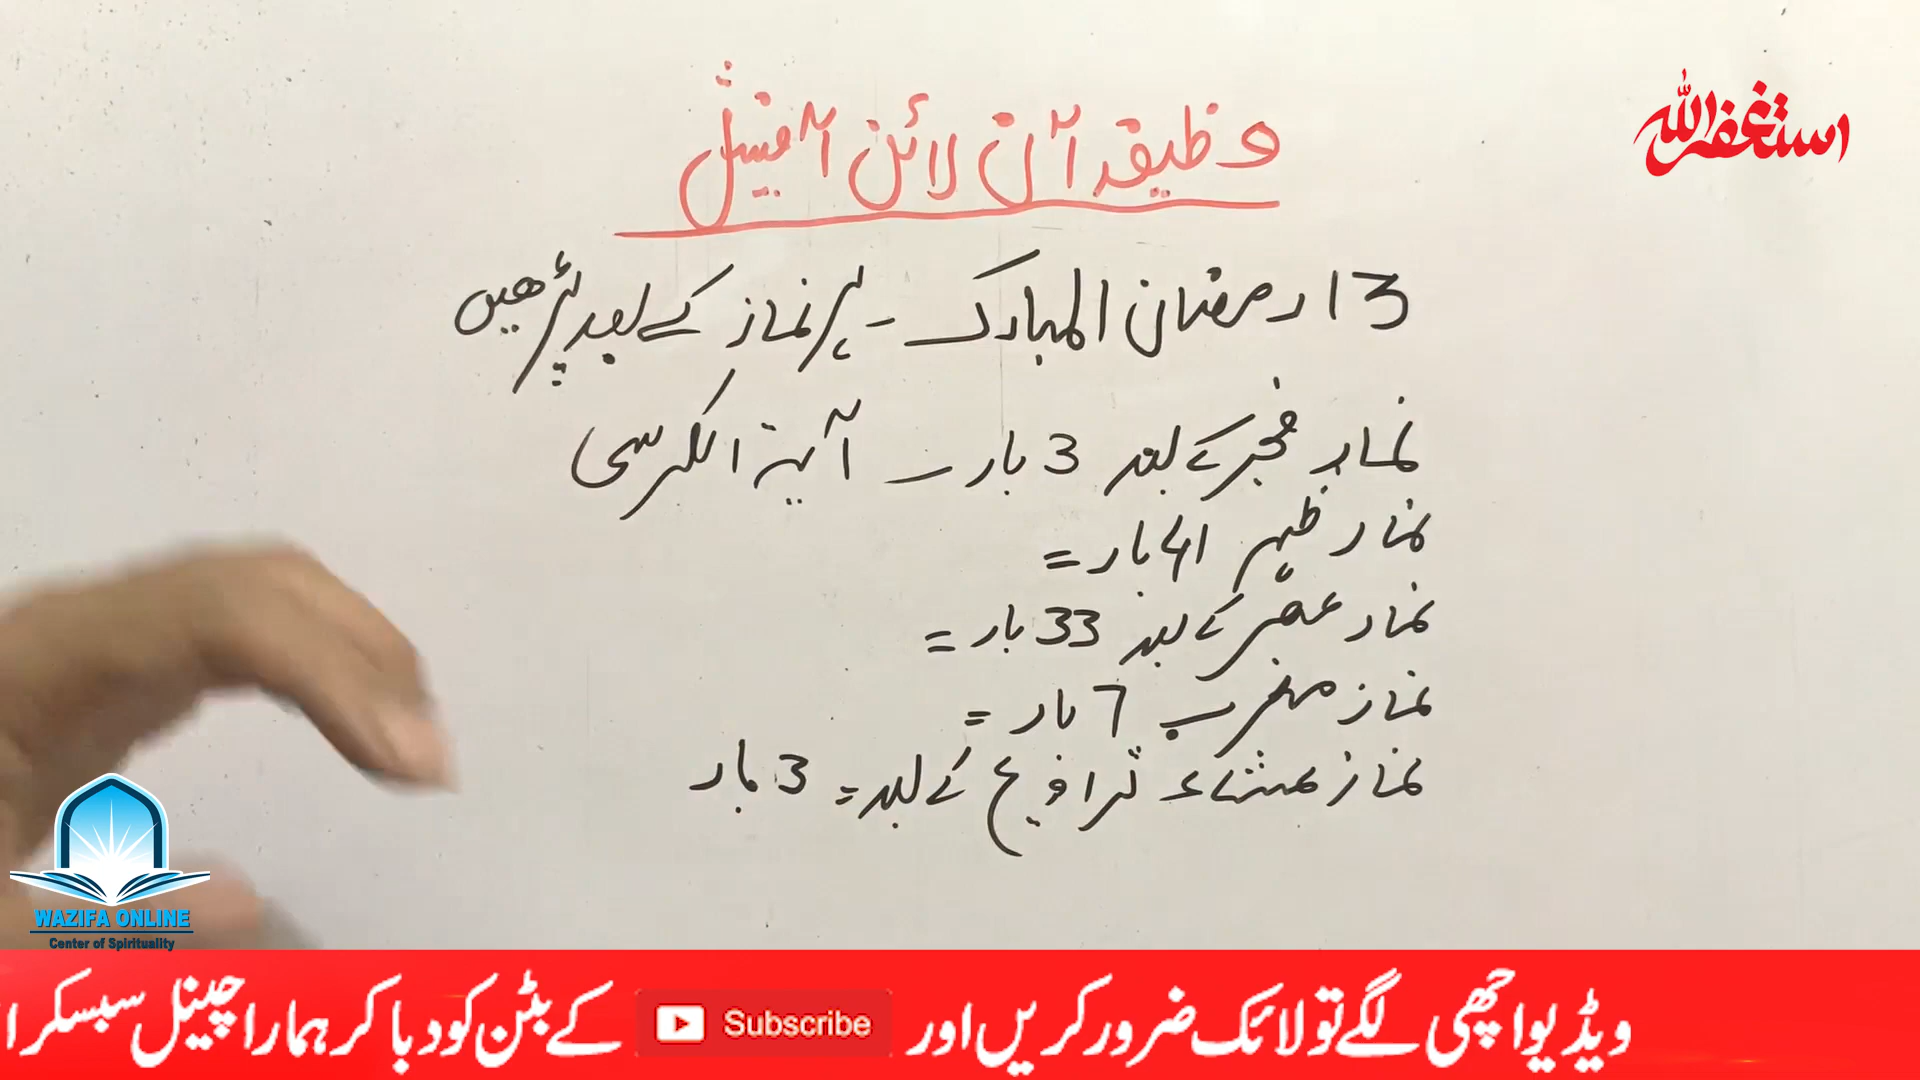 وظیفہ آن لائن آفیشل
استغفراللہ
13 رمضان المبارک - ہر نماز کے بعد پڑھیں
نماز فجر کے بعد 3 بار - آیۃ الکرسی
نماز ظہر 41 بار =
نماز عصر کے بعد 33 بار =
نماز مغرب 7 بار =
نماز عشاء تراویح کے بعد = 3 بار
WAZIFA ONLINE
Center of Spirituality
ویڈیو اچھی لگے تو لائک ضرور کریں اور Subscribe کے بٹن کو دبا کر ہمارا چینل سبسکرا